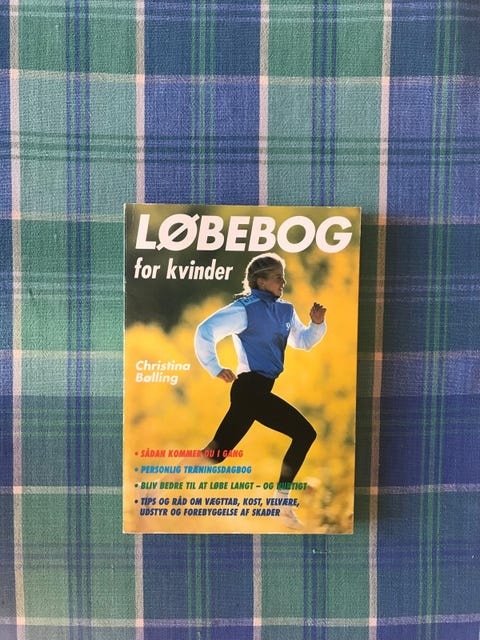 LØBEBOG
for kvinder
Christina
Bølling
• SÅDAN KOMMER DU I GANG
• PERSONLIG TRÆNINGSDAGBOG
• BLIV BEDRE TIL AT LØBE LANGT – OG HURTIGT
• TIPS OG RÅD OM VÆGTTAB, KOST, VELVÆRE,
UDSTYR OG FOREBYGGELSE AF SKADER